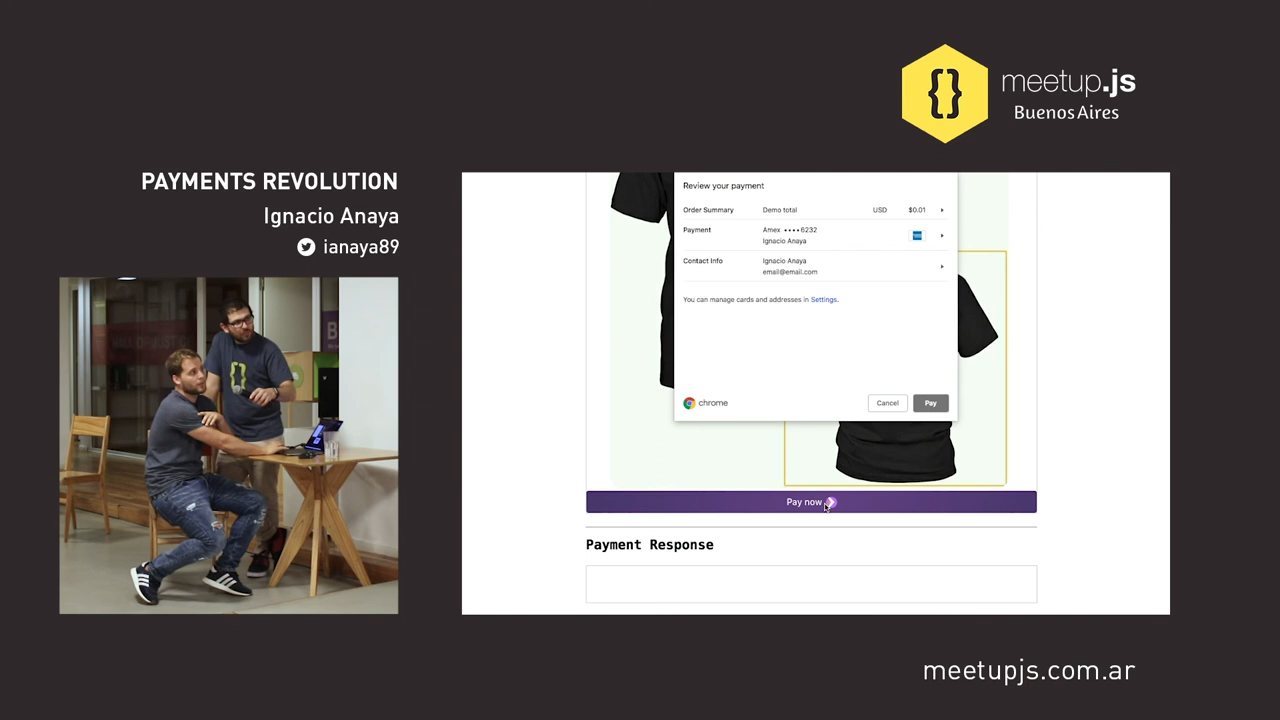 {}
meetup.js
Buenos Aires
PAYMENTS REVOLUTION
Ignacio Anaya
ianaya89
Review your payment
Order Summary Demo total USD $0.01
Payment Amex •••• 6232
Ignacio Anaya
Contact Info Ignacio Anaya
email@email.com
You can manage cards and addresses in Settings.
chrome Cancel Pay
Pay now
Payment Response
meetupjs.com.ar